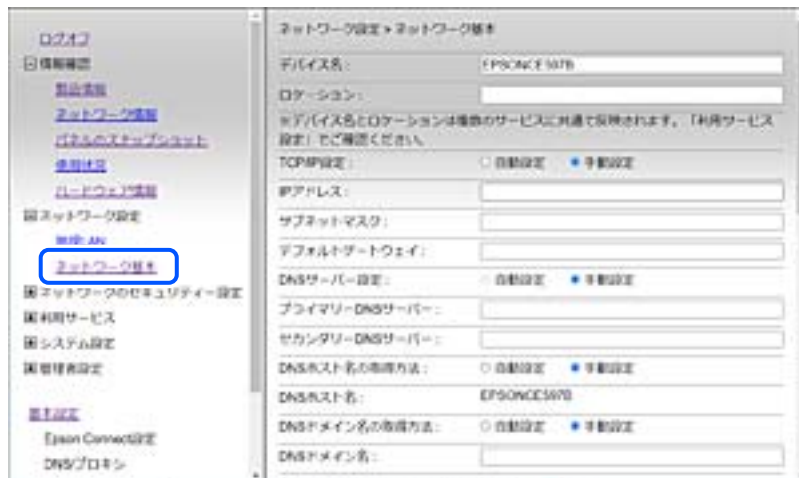 ログオフ
情報確認
製品情報
ネットワーク情報
パネルのスナップショット
使用状況
ハードウェア情報
ネットワーク設定
無線LAN
ネットワーク基本
ネットワークのセキュリティー設定
利用サービス
システム設定
管理者設定
基本設定
Epson Connect設定
DNS/プロキシ
ネットワーク設定 » ネットワーク基本
デバイス名 : EPSONCE597B
ロケーション :
※デバイス名とロケーションは複数のサービスに共通で反映されます。「利用サービス
設定」でご確認ください。
TCP/IP設定 : 自動設定 手動設定
IPアドレス :
サブネットマスク :
デフォルトゲートウェイ :
DNSサーバー設定 : 自動設定 手動設定
プライマリーDNSサーバー :
セカンダリーDNSサーバー :
DNSホスト名の取得方法 : 自動設定 手動設定
DNSホスト名 : EPSONCE597B
DNSドメイン名の取得方法 : 自動設定 手動設定
DNSドメイン名 :